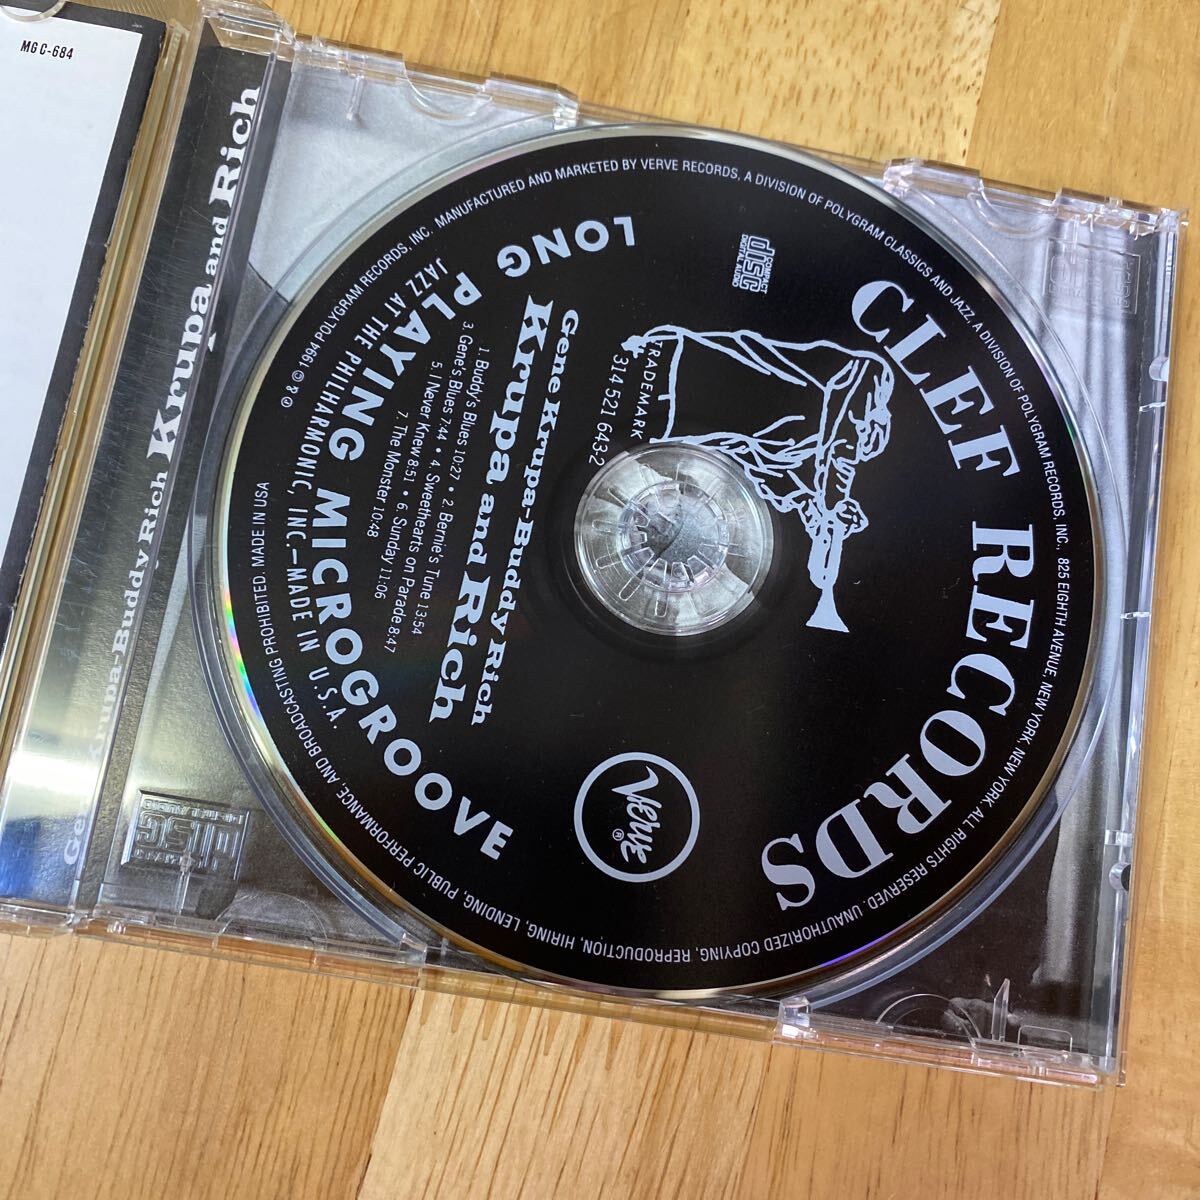 MG C-684
Gene Krupa-Buddy Rich Krupa and Rich
CLEF RECORDS
COMPACT
disc
DIGITAL AUDIO
TRADEMARK
314 521 643-2
VERVE®
Gene Krupa-Buddy Rich
Krupa and Rich
1. Buddy's Blues 10:27 • 2. Bernie's Tune 13:54
3. Gene's Blues 7:44 • 4. Sweethearts on Parade 8:47
5. I Never Knew 8:51 • 6. Sunday 11:06
7. The Monster 10:48
LONG PLAYING MICROGROOVE
JAZZ AT THE PHILHARMONIC, INC.—MADE IN U.S.A.
℗ & © 1994 POLYGRAM RECORDS, INC. MANUFACTURED AND MARKETED BY VERVE RECORDS, A DIVISION OF POLYGRAM CLASSICS AND JAZZ, A DIVISION OF POLYGRAM RECORDS, INC., 825 EIGHTH AVENUE, NEW YORK, NEW YORK. ALL RIGHTS RESERVED. UNAUTHORIZED COPYING, REPRODUCTION, HIRING, LENDING, PUBLIC PERFORMANCE, AND BROADCASTING PROHIBITED. MADE IN USA